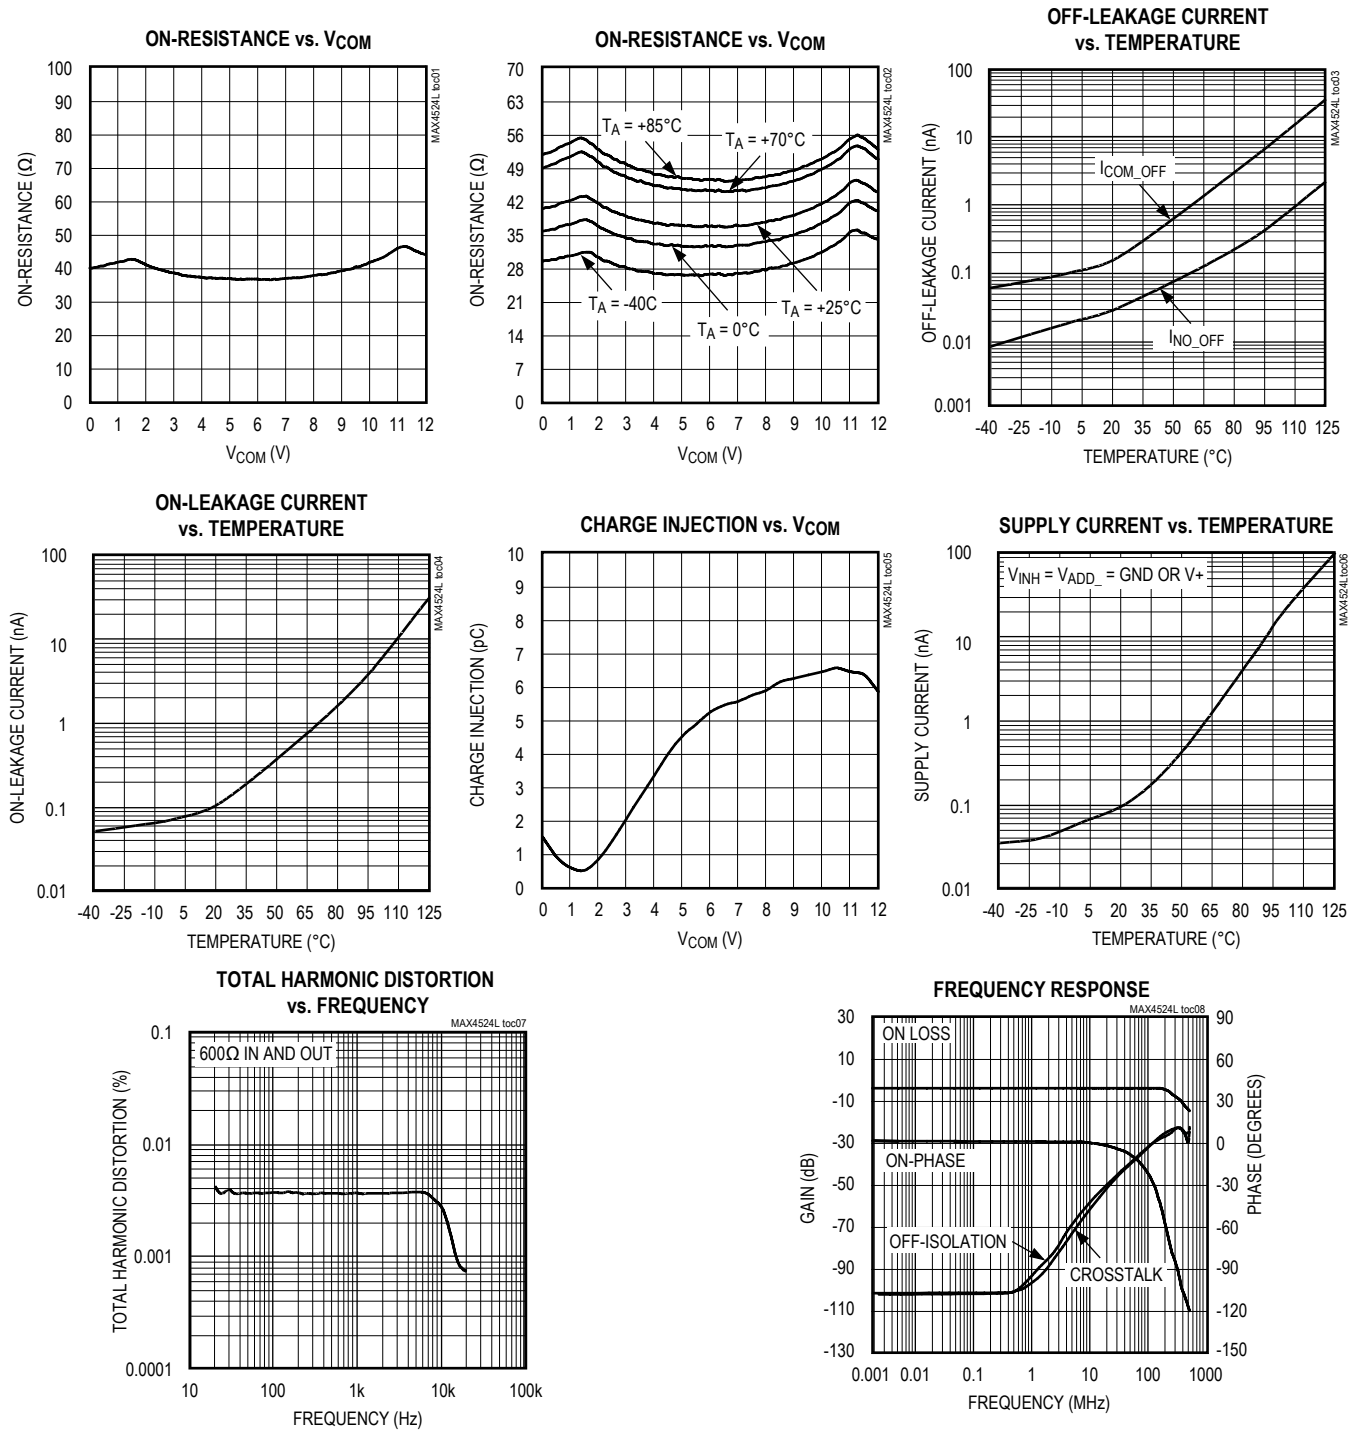 ON-RESISTANCE vs. VCOM
MAX4524L toc01
ON-RESISTANCE (Ω)
100
90
80
70
60
50
40
30
20
10
0
0 1 2 3 4 5 6 7 8 9 10 11 12
VCOM (V)
ON-RESISTANCE vs. VCOM
MAX4524L toc02
ON-RESISTANCE (Ω)
70
63
56
49
42
35
28
21
14
7
0
TA = +85°C
TA = +70°C
TA = -40C
TA = +25°C
TA = 0°C
0 1 2 3 4 5 6 7 8 9 10 11 12
VCOM (V)
OFF-LEAKAGE CURRENT
vs. TEMPERATURE
MAX4524L toc03
OFF-LEAKAGE CURRENT (nA)
100
10
1
0.1
0.01
0.001
ICOM_OFF
INO_OFF
-40 -25 -10 5 20 35 50 65 80 95 110 125
TEMPERATURE (°C)
ON-LEAKAGE CURRENT
vs. TEMPERATURE
MAX4524L toc04
ON-LEAKAGE CURRENT (nA)
100
10
1
0.1
0.01
-40 -25 -10 5 20 35 50 65 80 95 110 125
TEMPERATURE (°C)
CHARGE INJECTION vs. VCOM
MAX4524L toc05
CHARGE INJECTION (pC)
10
9
8
7
6
5
4
3
2
1
0
0 1 2 3 4 5 6 7 8 9 10 11 12
VCOM (V)
SUPPLY CURRENT vs. TEMPERATURE
MAX4524Ltoc06
SUPPLY CURRENT (nA)
VINH = VADD_ = GND OR V+
100
10
1
0.1
0.01
-40 -25 -10 5 20 35 50 65 80 95 110 125
TEMPERATURE (°C)
TOTAL HARMONIC DISTORTION
vs. FREQUENCY
MAX4524L toc07
TOTAL HARMONIC DISTORTION (%)
600Ω IN AND OUT
0.1
0.01
0.001
0.0001
10 100 1k 10k 100k
FREQUENCY (Hz)
FREQUENCY RESPONSE
MAX4524L toc08
GAIN (dB)
30
10
-10
-30
-50
-70
-90
-110
-130
ON LOSS
ON-PHASE
OFF-ISOLATION
CROSSTALK
90
60
30
0
-30
-60
-90
-120
-150
PHASE (DEGREES)
0.001 0.01 0.1 1 10 100 1000
FREQUENCY (MHz)